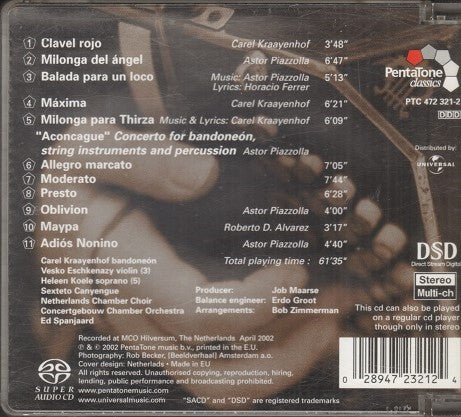 1 Clavel rojo Carel Kraayenhof 3'48"
2 Milonga del ángel Astor Piazzolla 6'47"
3 Balada para un loco Music: Astor Piazzolla 5'13"
Lyrics: Horacio Ferrer
4 Máxima Carel Kraayenhof 6'21"
5 Milonga para Thirza Music & Lyrics: Carel Kraayenhof 6'09"
"Aconcague" Concerto for bandoneón,
string instruments and percussion Astor Piazzolla
6 Allegro marcato 7'05"
7 Moderato 7'44"
8 Presto 6'28"
9 Oblivion Astor Piazzolla 4'00"
10 Maypa Roberto D. Alvarez 3'17"
11 Adiós Nonino Astor Piazzolla 4'40"
Total playing time : 61'35"
Carel Kraayenhof bandoneón
Vesko Eschkenazy violin (3)
Heleen Koele soprano (5)
Sexteto Canyengue
Netherlands Chamber Choir
Concertgebouw Chamber Orchestra
Ed Spanjaard
Producer: Job Maarse
Balance engineer: Erdo Groot
Arrangements: Bob Zimmerman
PentaTone
classics
PTC 472 321-2
DDD
Distributed by:
UNIVERSAL
DSD
Direct Stream Digital
Stereo
Multi-ch
This cd can also be played
on a regular cd player
though only in stereo
SUPER
AUDIO CD
Recorded at MCO Hilversum, The Netherlands April 2002
℗ & © 2002 PentaTone music b.v., printed in the E.U.
Photography: Rob Becker, [Beeldverhaal] Amsterdam a.o.
Cover design: Netherlads • Made in EU
All rights reserved. Unauthorised copying, reproduction, hiring,
lending, public performance and broadcasting prohibited.
www.pentatonemusic.com
www.universalmusic.com
"SACD" and "DSD" are registered trademarks
0 28947 23212 4